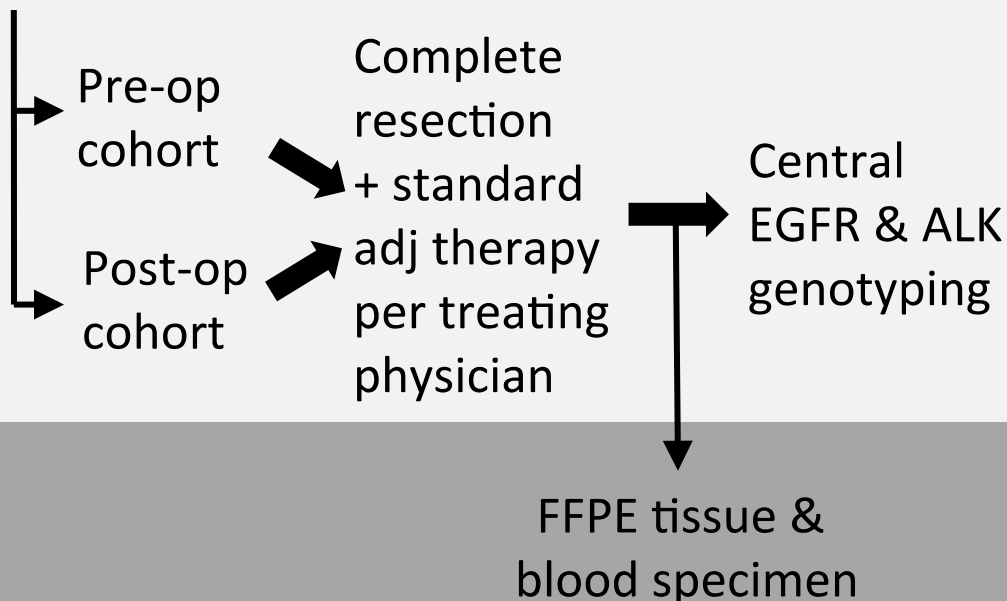 Pre-op
cohort
Post-op
cohort
Complete
resection
+ standard
adj therapy
per treating
physician
Central
EGFR & ALK
genotyping
FFPE tissue &
blood specimen